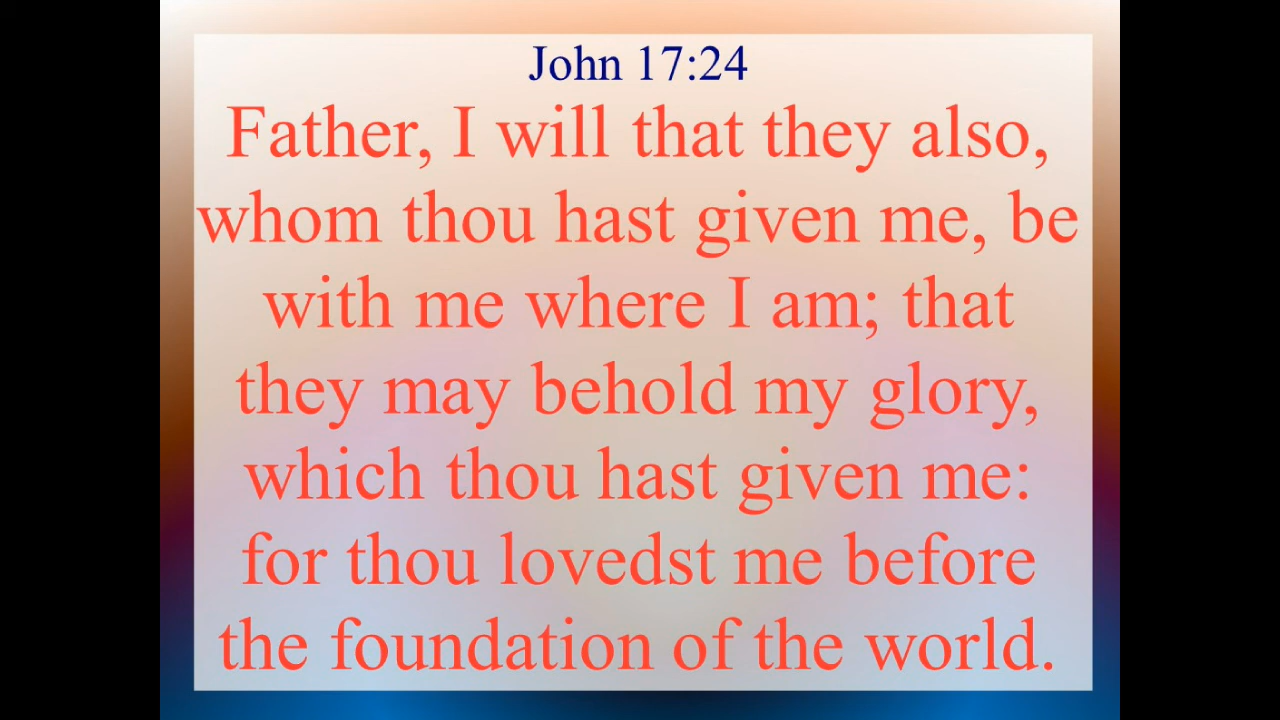 John 17:24
Father, I will that they also,
whom thou hast given me, be
with me where I am; that
they may behold my glory,
which thou hast given me:
for thou lovedst me before
the foundation of the world.